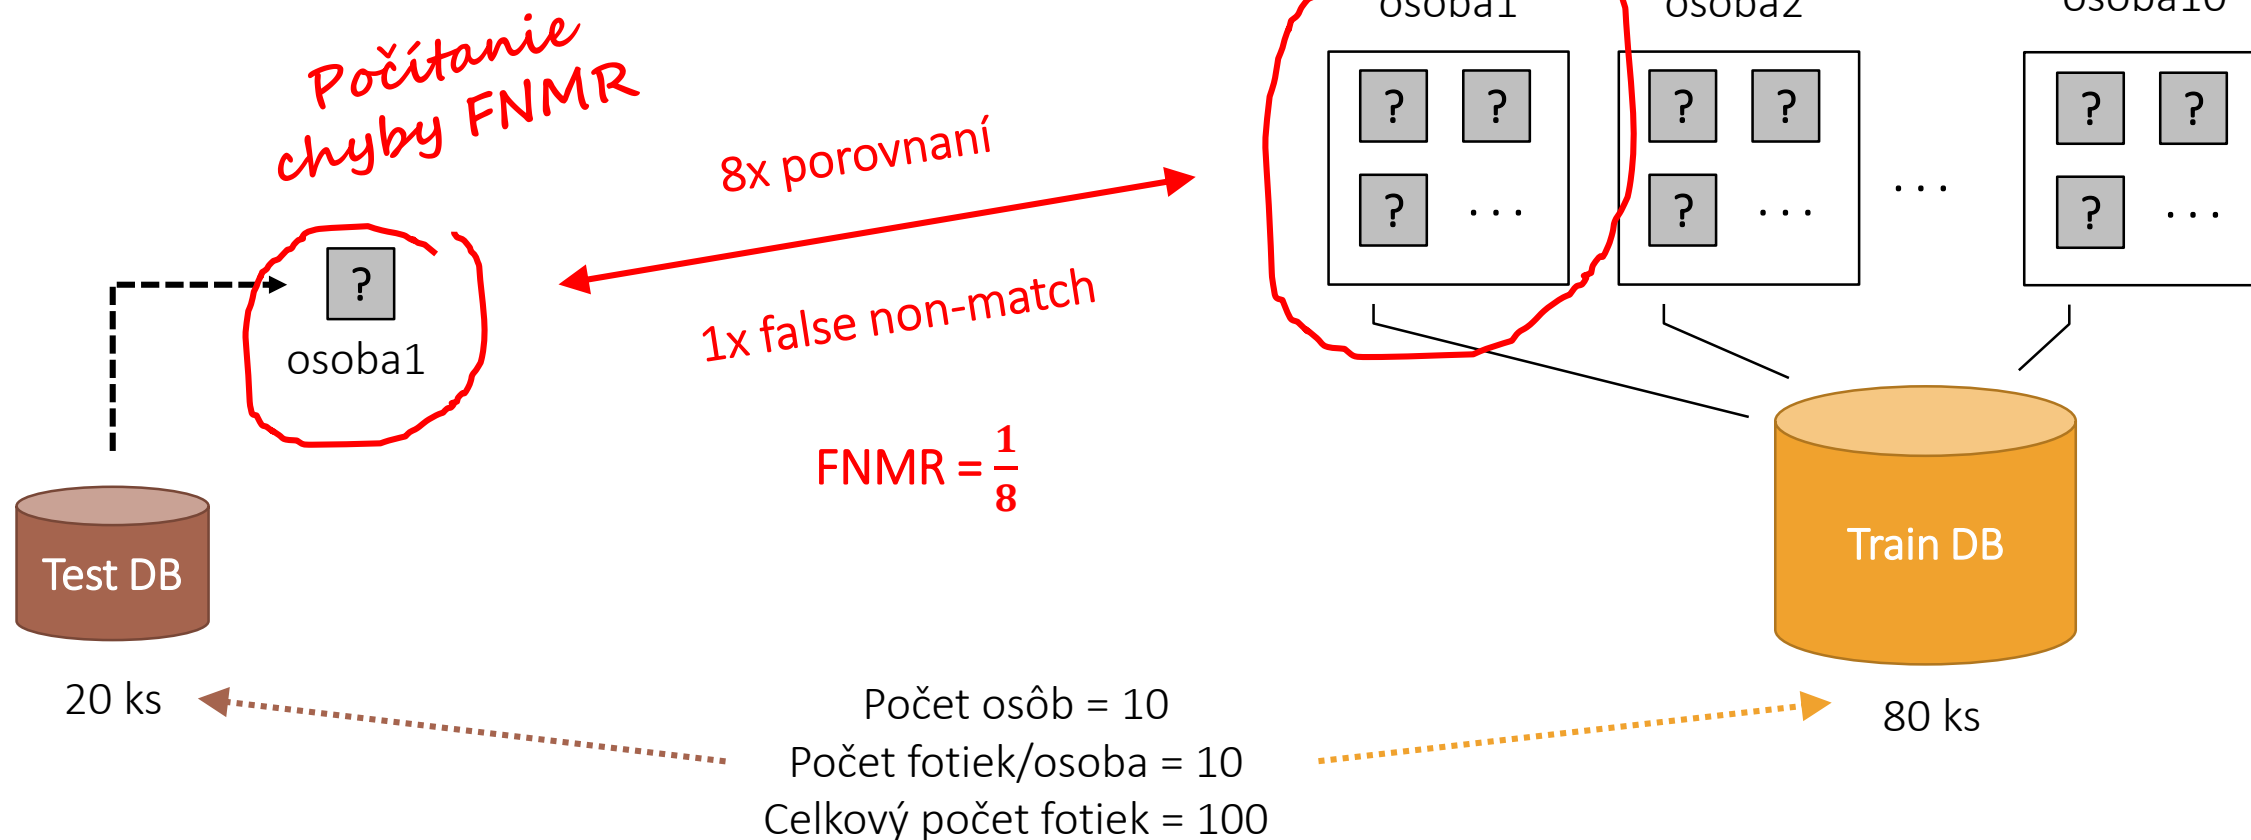 osoba1
osoba2
osoba10
Počítanie
chyby FNMR
8x porovnaní
? ? ? ? ? ?
? . . . ? . . . . . . ? . . .
?
osoba1
1x false non-match
FNMR = 1/8
Test DB
Train DB
20 ks
80 ks
Počet osôb = 10
Počet fotiek/osoba = 10
Celkový počet fotiek = 100